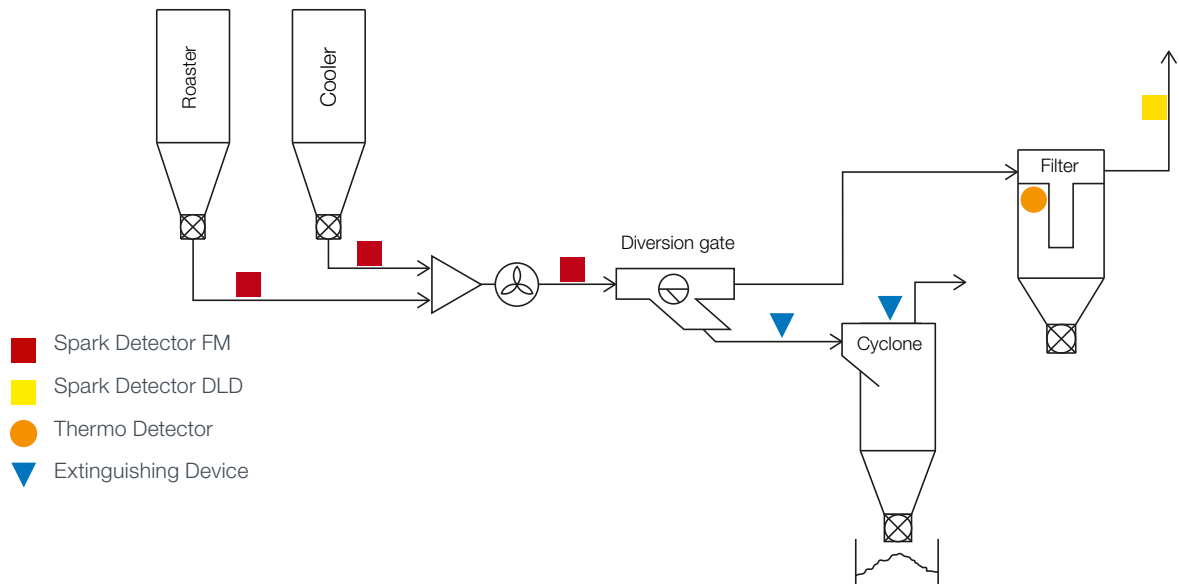 Roaster
Cooler
Filter
Diversion gate
Cyclone
Spark Detector FM
Spark Detector DLD
Thermo Detector
Extinguishing Device